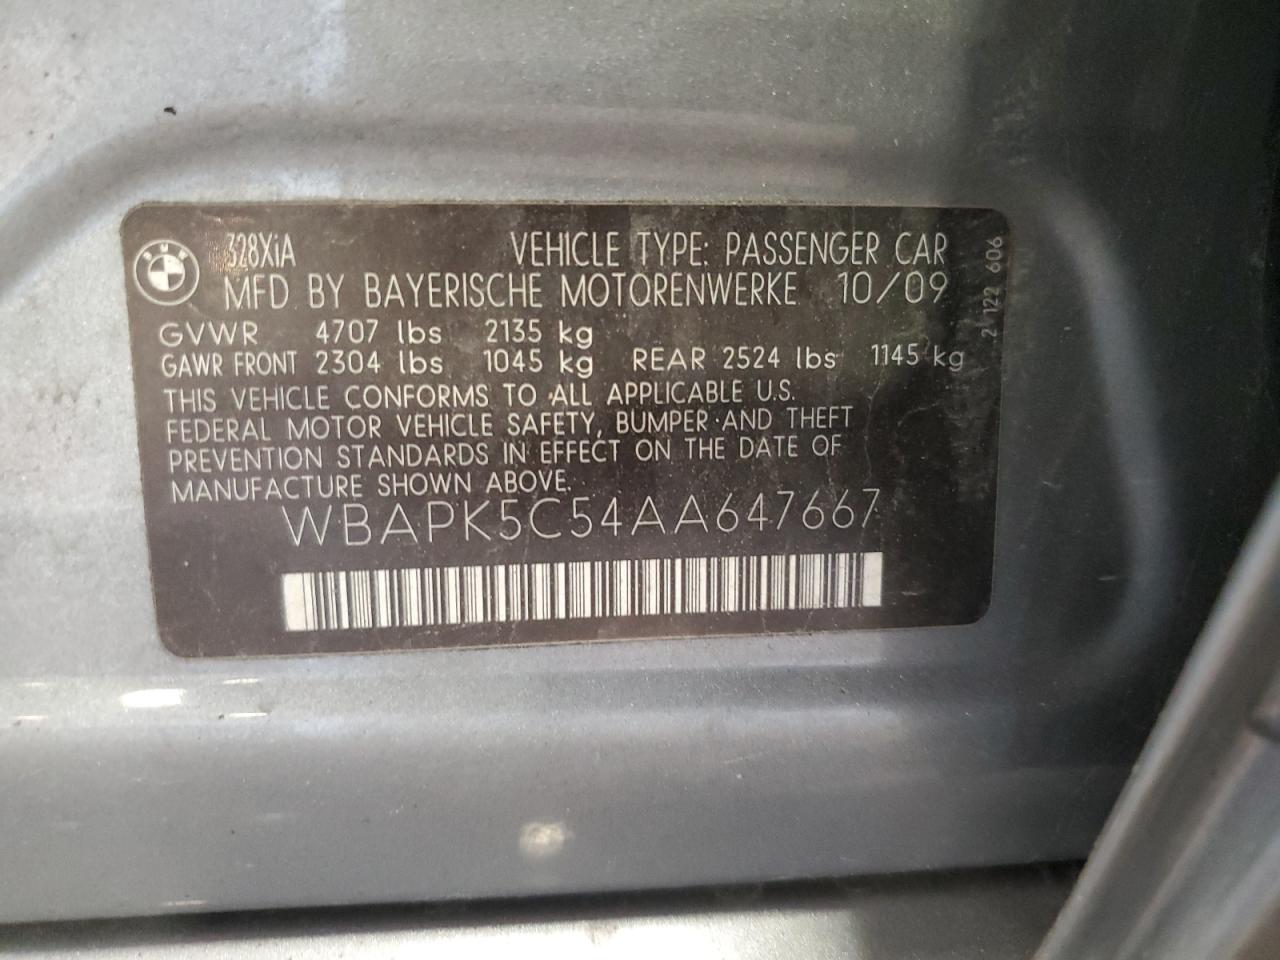 328XiA VEHICLE TYPE: PASSENGER CAR
MFD BY BAYERISCHE MOTORENWERKE 10/09
GVWR 4707 lbs 2135 kg
GAWR FRONT 2304 lbs 1045 kg REAR 2524 lbs 1145 kg
THIS VEHICLE CONFORMS TO ALL APPLICABLE U.S.
FEDERAL MOTOR VEHICLE SAFETY, BUMPER AND THEFT
PREVENTION STANDARDS IN EFFECT ON THE DATE OF
MANUFACTURE SHOWN ABOVE.
WBAPK5C54AA647667
2 122 606